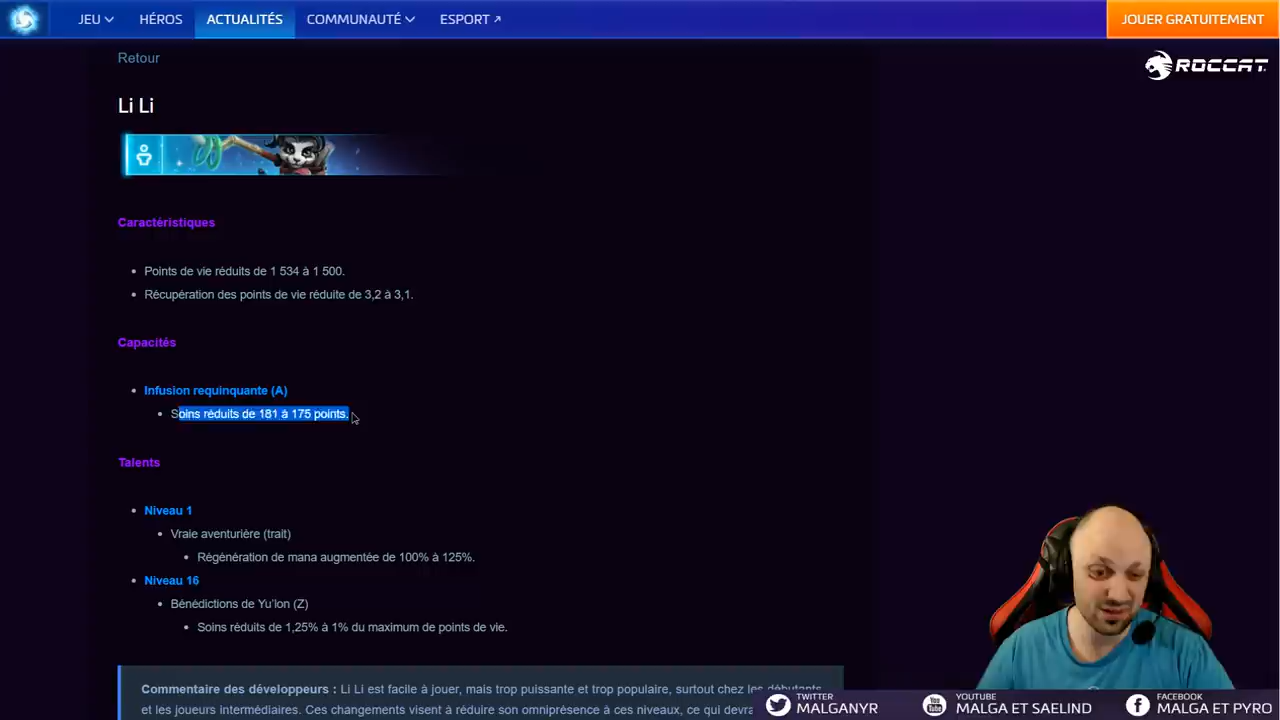 JEU HÉROS ACTUALITÉS COMMUNAUTÉ ESPORT JOUER GRATUITEMENT
Retour
ROCCAT
Li Li
Caractéristiques
Points de vie réduits de 1 534 à 1 500.
Récupération des points de vie réduite de 3,2 à 3,1.
Capacités
Infusion requinquante (A)
Soins réduits de 181 à 175 points.
Talents
Niveau 1
Vraie aventurière (trait)
Régénération de mana augmentée de 100% à 125%.
Niveau 16
Bénédictions de Yu'lon (Z)
Soins réduits de 1,25% à 1% du maximum de points de vie.
Commentaire des développeurs : Li Li est facile à jouer, mais trop puissante et trop populaire, surtout chez les débutants
et les joueurs intermédiaires. Ces changements visent à réduire son omniprésence à ces niveaux, ce qui devra
TWITTER
MALGANYR
YOUTUBE
MALGA ET SAELIND
FACEBOOK
MALGA ET PYRO